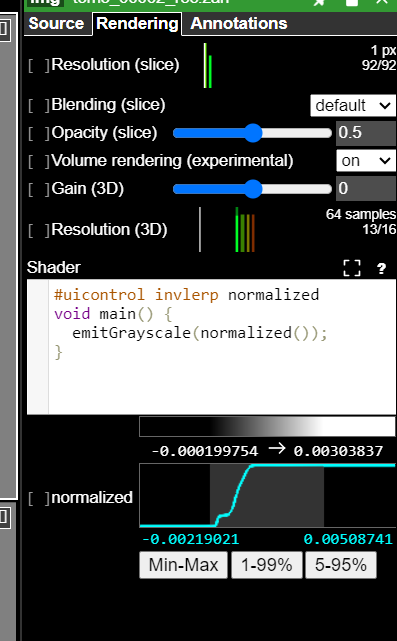 Source Rendering Annotations
[ ]Resolution (slice) 1 px
92/92
[ ]Blending (slice) default
[ ]Opacity (slice) 0.5
[ ]Volume rendering (experimental) on
[ ]Gain (3D) 0
64 samples
[ ]Resolution (3D) 13/16
Shader ?
#uicontrol invlerp normalized
void main() {
emitGrayscale(normalized());
}
-0.000199754 → 0.00303837
[ ]normalized
-0.00219021 0.00508741
Min-Max 1-99% 5-95%